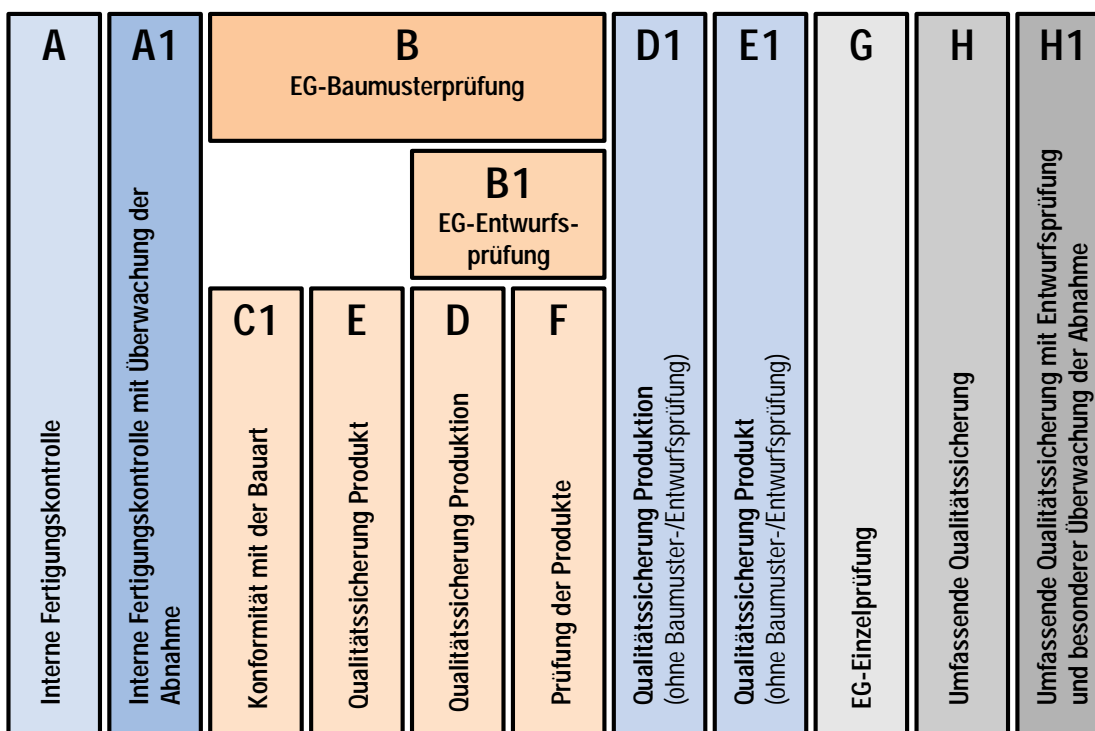 A
Interne Fertigungskontrolle
A1
Interne Fertigungskontrolle mit Überwachung der
Abnahme
B
EG-Baumusterprüfung
B1
EG-Entwurfs-
prüfung
C1
Konformität mit der Bauart
E
Qualitätssicherung Produkt
D
Qualitätssicherung Produktion
F
Prüfung der Produkte
D1
Qualitätssicherung Produktion
(ohne Baumuster-/Entwurfsprüfung)
E1
Qualitätssicherung Produkt
(ohne Baumuster-/Entwurfsprüfung)
G
EG-Einzelprüfung
H
Umfassende Qualitätssicherung
H1
Umfassende Qualitätssicherung mit Entwurfsprüfung
und besonderer Überwachung der Abnahme